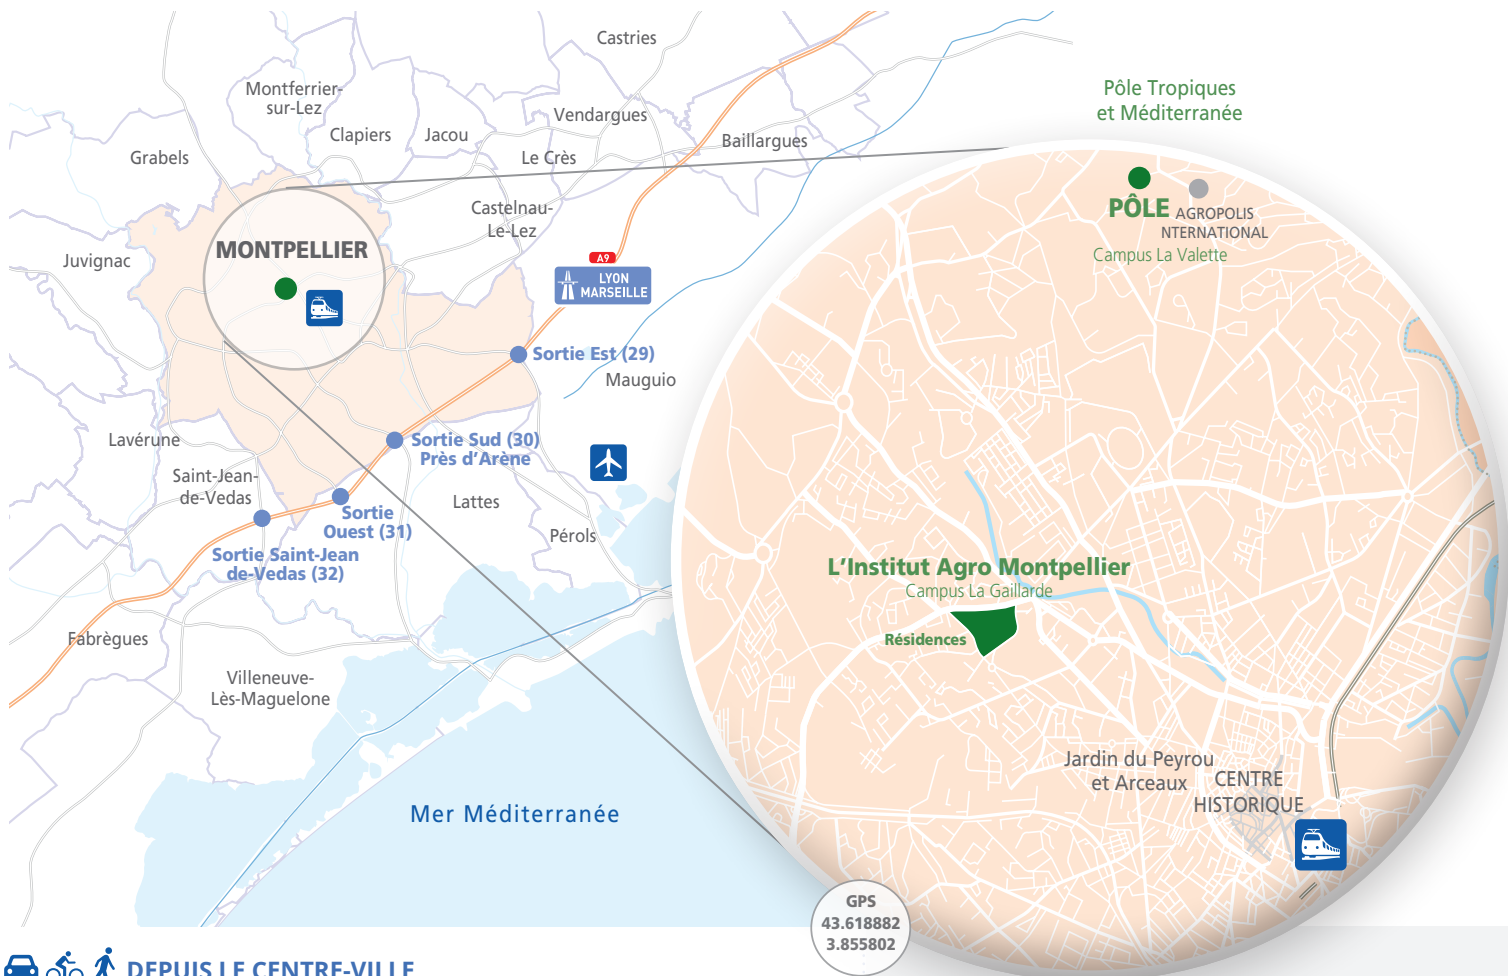 Castries
Montferrier-
sur-Lez
Vendargues
Clapiers
Jacou
Baillargues
Grabels
Le Crès
Castelnau-
Le-Lez
Juvignac
MONTPELLIER
A9
LYON
MARSEILLE
Sortie Est (29)
Mauguio
Lavérune
Sortie Sud (30)
Près d'Arène
Saint-Jean-
de-Vedas
Lattes
Sortie
Ouest (31)
Pérols
Sortie Saint-Jean
de-Vedas (32)
Fabrègues
Villeneuve-
Lès-Maguelone
Mer Méditerranée
Pôle Tropiques
et Méditerranée
PÔLE
AGROPOLIS
NTERNATIONAL
Campus La Valette
L'Institut Agro Montpellier
Campus La Gaillarde
Résidences
Jardin du Peyrou
et Arceaux
CENTRE
HISTORIQUE
GPS
43.618882
3.855802
DEPUIS LE CENTRE-VILLE